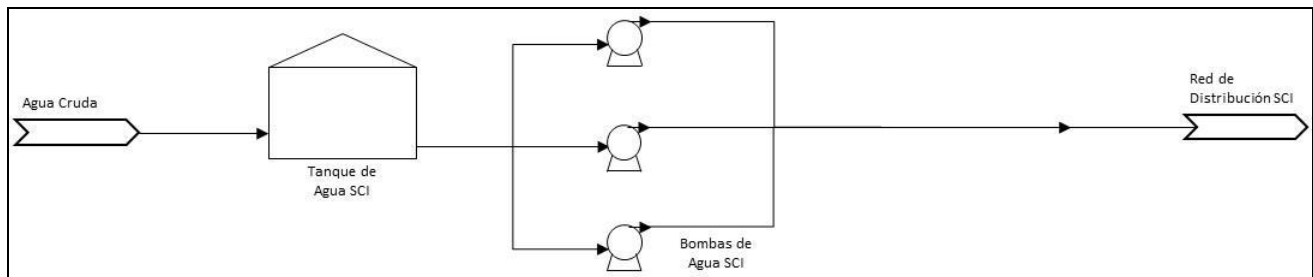 Agua Cruda
Tanque de
Agua SCI
Bombas de
Agua SCI
Red de
Distribución SCI